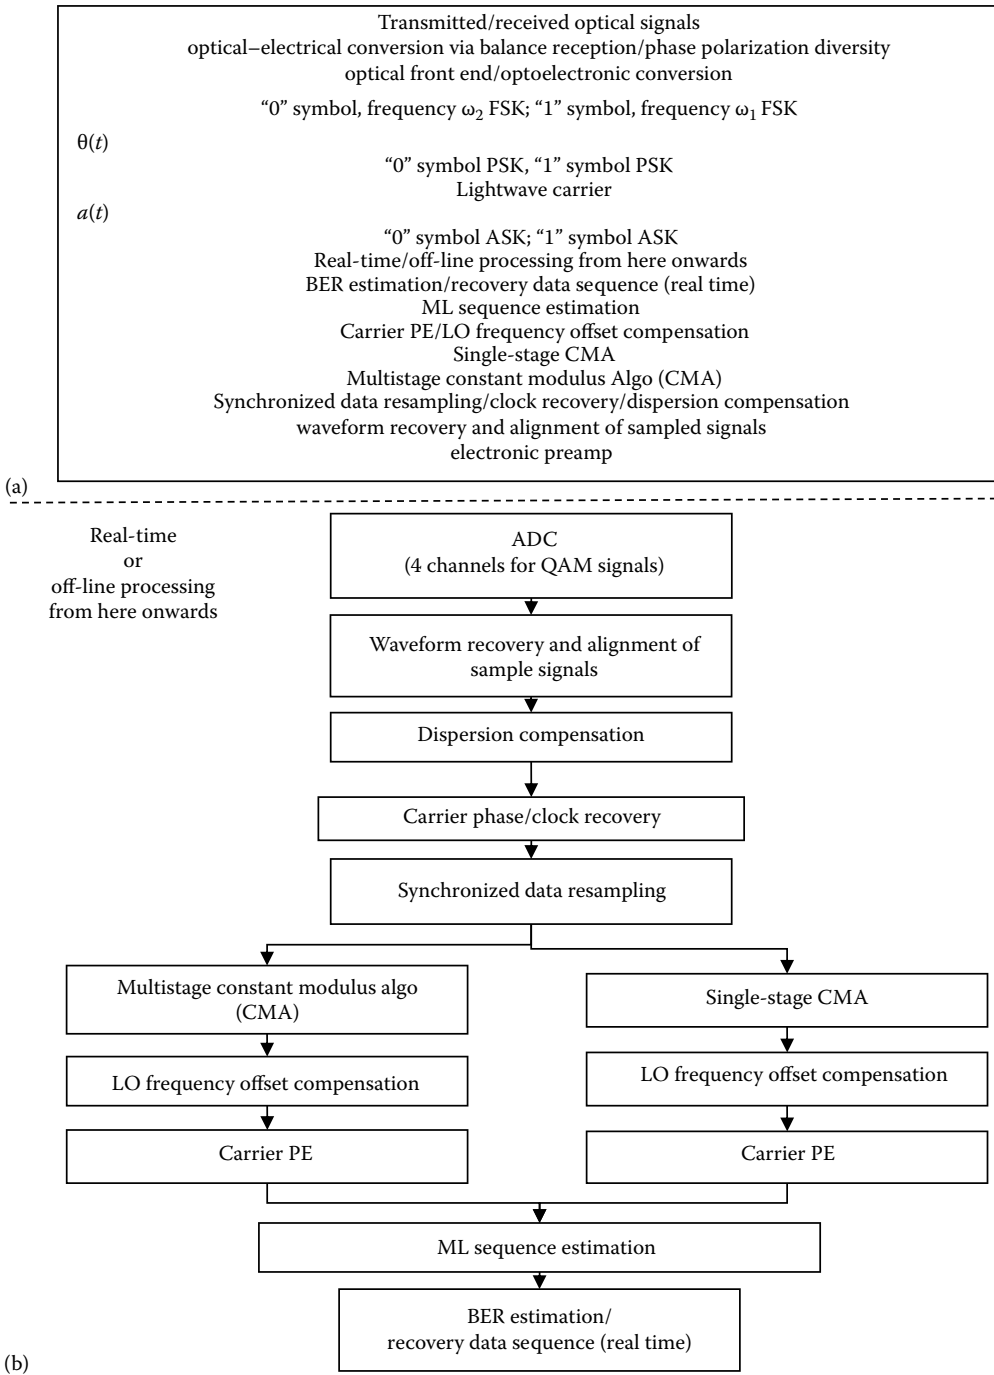 Transmitted/received optical signals
optical–electrical conversion via balance reception/phase polarization diversity
optical front end/optoelectronic conversion
“0” symbol, frequency ω₂ FSK; “1” symbol, frequency ω₁ FSK
θ(t)
“0” symbol PSK, “1” symbol PSK
Lightwave carrier
a(t)
“0” symbol ASK; “1” symbol ASK
Real-time/off-line processing from here onwards
BER estimation/recovery data sequence (real time)
ML sequence estimation
Carrier PE/LO frequency offset compensation
Single-stage CMA
Multistage constant modulus Algo (CMA)
Synchronized data resampling/clock recovery/dispersion compensation
waveform recovery and alignment of sampled signals
electronic preamp
(a)
Real-time
or
off-line processing
from here onwards
ADC
(4 channels for QAM signals)
Waveform recovery and alignment of
sample signals
Dispersion compensation
Carrier phase/clock recovery
Synchronized data resampling
Multistage constant modulus algo
(CMA)
Single-stage CMA
LO frequency offset compensation
LO frequency offset compensation
Carrier PE
Carrier PE
ML sequence estimation
BER estimation/
recovery data sequence (real time)
(b)